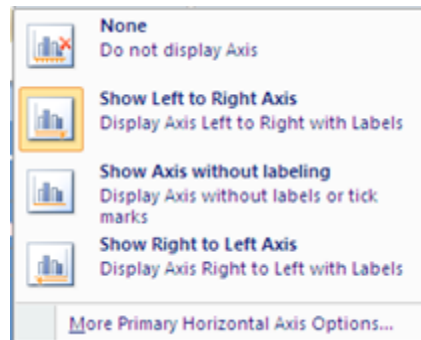 None
Do not display Axis
Show Left to Right Axis
Display Axis Left to Right with Labels
Show Axis without labeling
Display Axis without labels or tick
marks
Show Right to Left Axis
Display Axis Right to Left with Labels
More Primary Horizontal Axis Options...